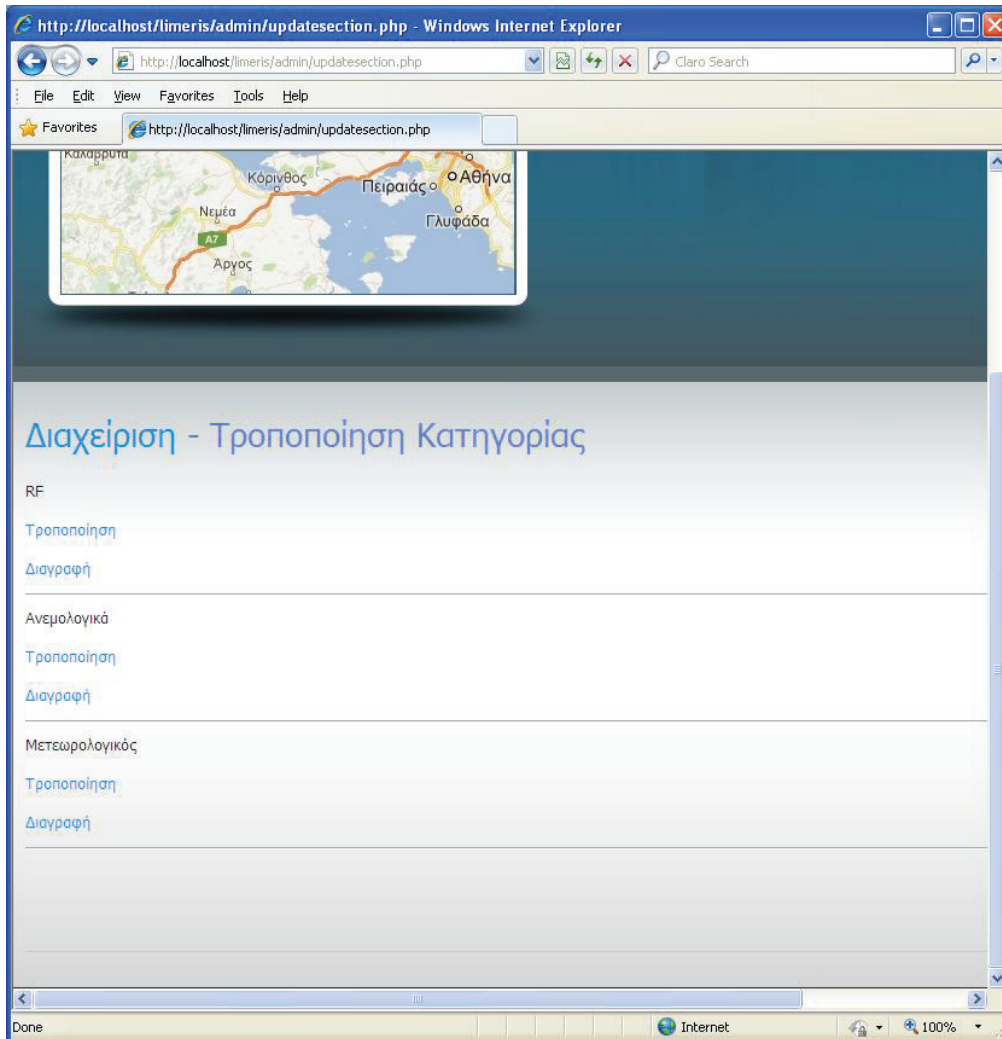 http://localhost/limeris/admin/updatesection.php - Windows Internet Explorer
http://localhost/limeris/admin/updatesection.php
Claro Search
File Edit View Favorites Tools Help
Favorites
http://localhost/limeris/admin/updatesection.php
Καλάβρυτα
Κόρινθος
Πειραιάς
Αθήνα
Νεμέα
Γλυφάδα
A7
Άργος
Διαχείριση - Τροποποίηση Κατηγορίας
RF
Τροποποίηση
Διαγραφή
Ανεμολογικά
Τροποποίηση
Διαγραφή
Μετεωρολογικός
Τροποποίηση
Διαγραφή
Done
Internet
100%